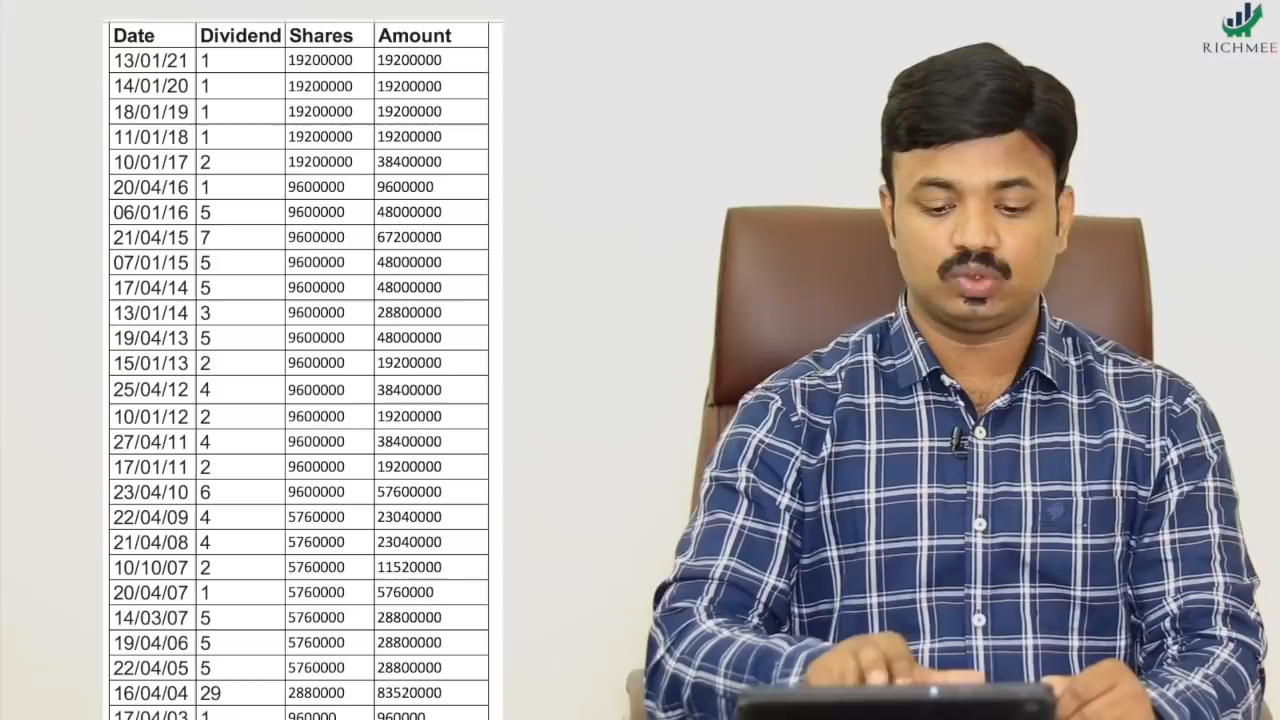 Date Dividend Shares Amount
13/01/21 1 19200000 19200000
14/01/20 1 19200000 19200000
18/01/19 1 19200000 19200000
11/01/18 1 19200000 19200000
10/01/17 2 19200000 38400000
20/04/16 1 9600000 9600000
06/01/16 5 9600000 48000000
21/04/15 7 9600000 67200000
07/01/15 5 9600000 48000000
17/04/14 5 9600000 48000000
13/01/14 3 9600000 28800000
19/04/13 5 9600000 48000000
15/01/13 2 9600000 19200000
25/04/12 4 9600000 38400000
10/01/12 2 9600000 19200000
27/04/11 4 9600000 38400000
17/01/11 2 9600000 19200000
23/04/10 6 9600000 57600000
22/04/09 4 5760000 23040000
21/04/08 4 5760000 23040000
10/10/07 2 5760000 11520000
20/04/07 1 5760000 5760000
14/03/07 5 5760000 28800000
19/04/06 5 5760000 28800000
22/04/05 5 5760000 28800000
16/04/04 29 2880000 83520000
17/04/03 1 960000 960000
RICHMEE